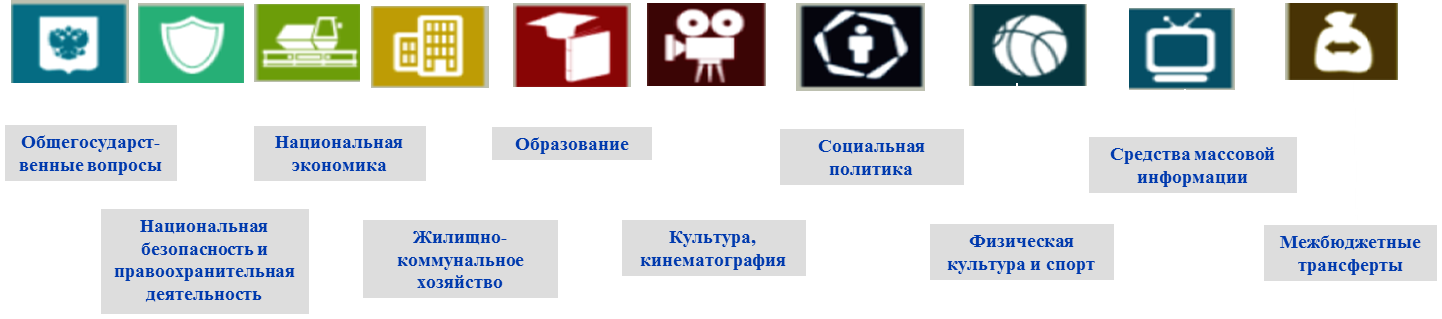 Общегосударст-
венные вопросы
Национальная
безопасность и
правоохранительная
деятельность
Национальная
экономика
Жилищно-
коммунальное
хозяйство
Образование
Культура,
кинематография
Социальная
политика
Физическая
культура и спорт
Средства массовой
информации
Межбюджетные
трансферты